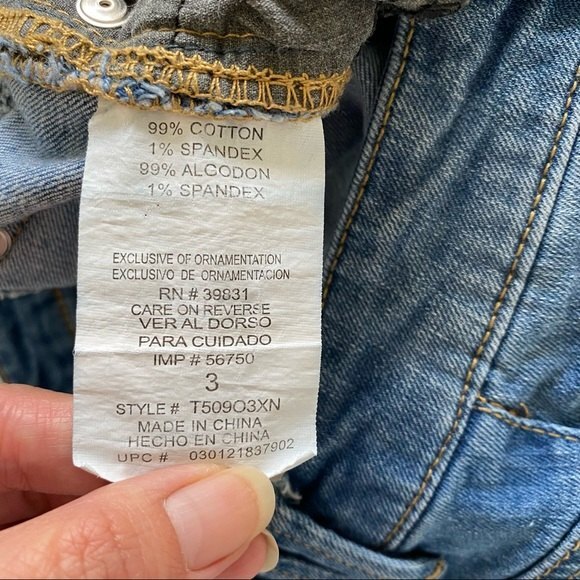 99% COTTON
1% SPANDEX
99% ALGODON
1% SPANDEX
EXCLUSIVE OF ORNAMENTATION
EXCLUSIVO DE ORNAMENTACION
RN # 39831
CARE ON REVERSE
VER AL DORSO
PARA CUIDADO
IMP # 56750
3
STYLE # T509O3XN
MADE IN CHINA
HECHO EN CHINA
UPC # 030121837902